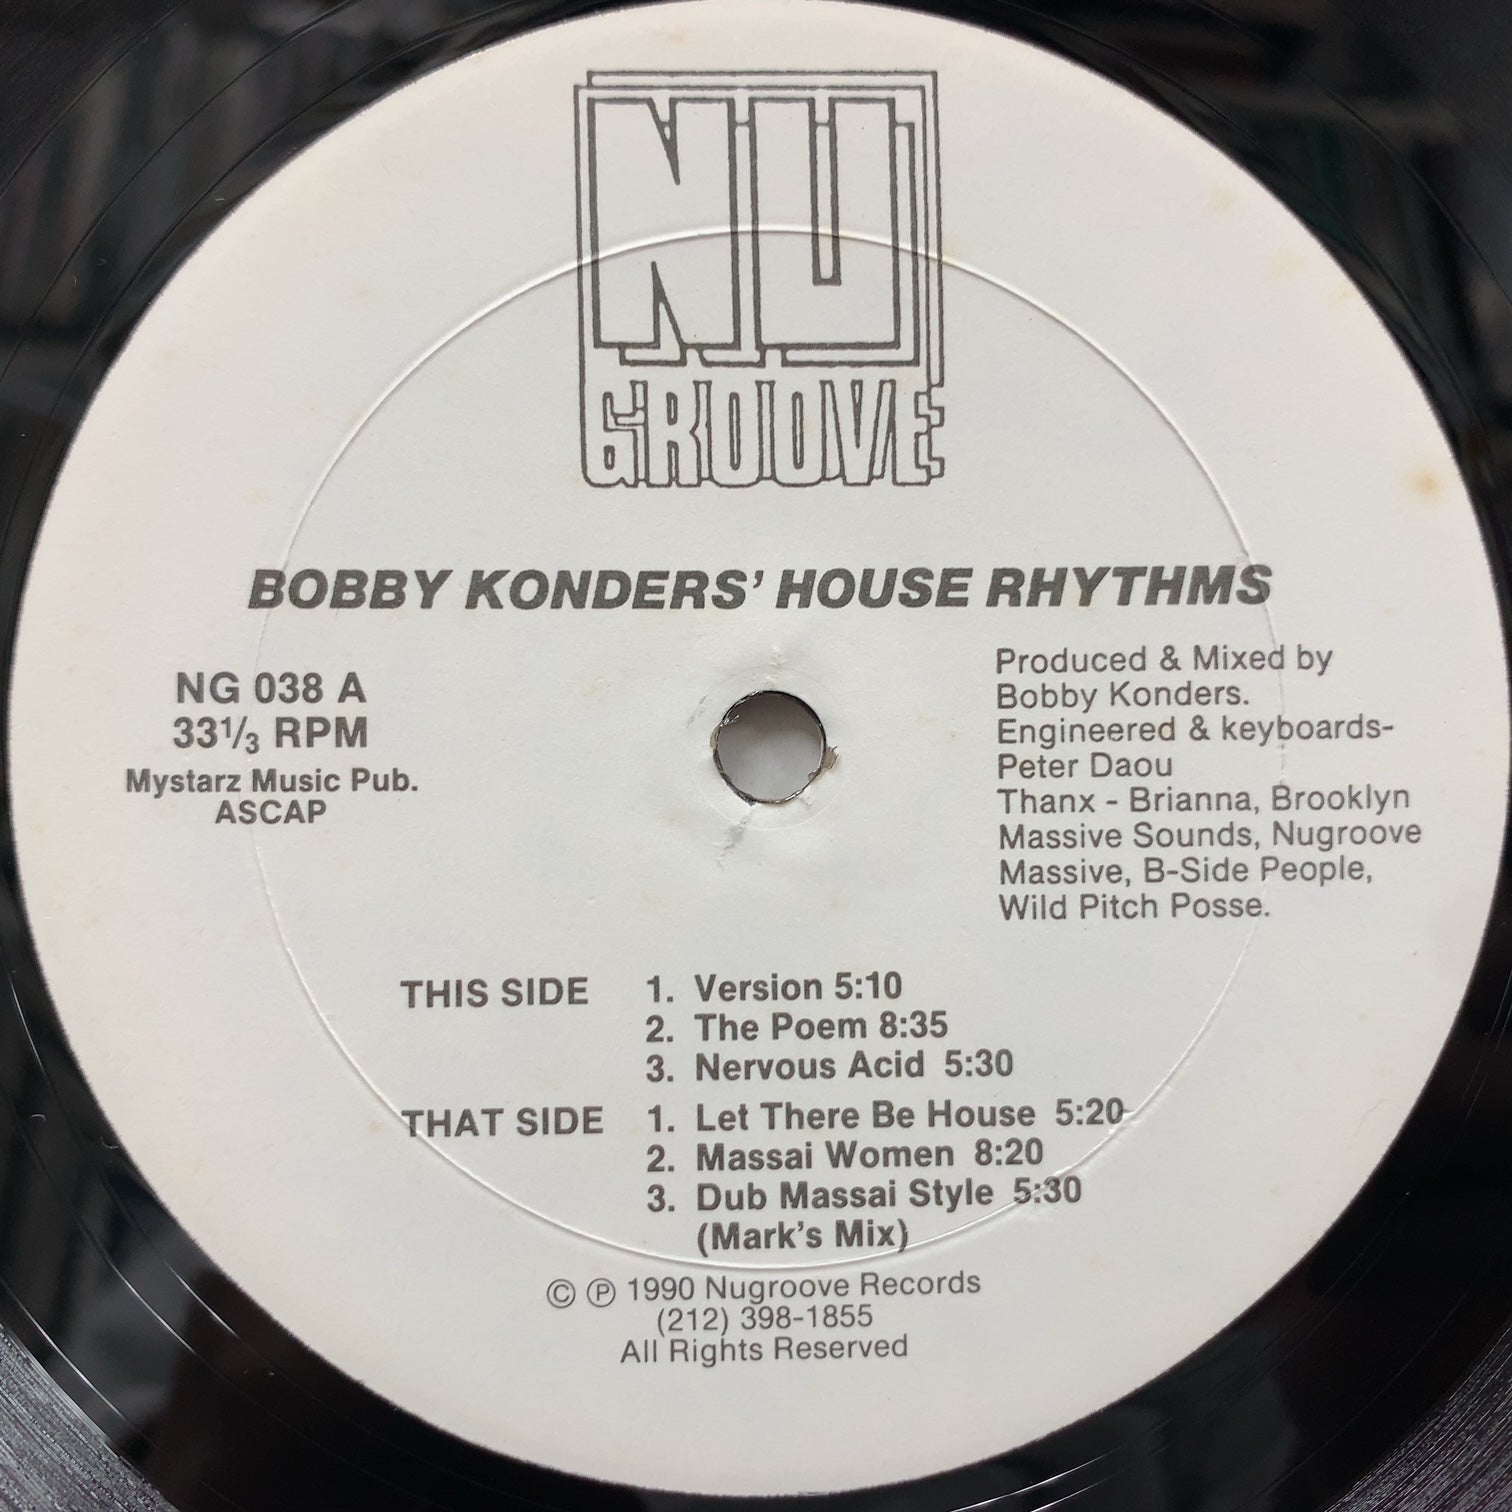 NU
GROOVE
BOBBY KONDERS' HOUSE RHYTHMS
NG 038 A
33⅓ RPM
Mystarz Music Pub.
ASCAP
Produced & Mixed by
Bobby Konders.
Engineered & keyboards-
Peter Daou
Thanx - Brianna, Brooklyn
Massive Sounds, Nugroove
Massive, B-Side People,
Wild Pitch Posse.
THIS SIDE 1. Version 5:10
2. The Poem 8:35
3. Nervous Acid 5:30
THAT SIDE 1. Let There Be House 5:20
2. Massai Women 8:20
3. Dub Massai Style 5:30
(Mark's Mix)
© ℗ 1990 Nugroove Records
(212) 398-1855
All Rights Reserved